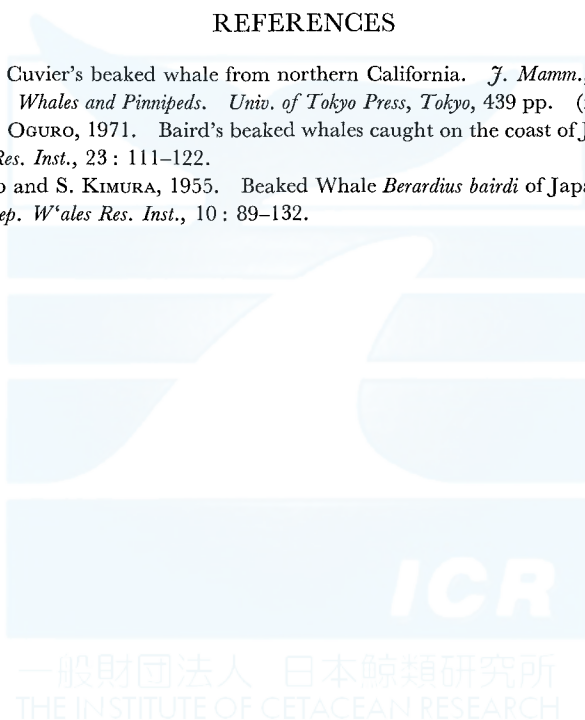 REFERENCES
Cuvier's beaked whale from northern California. J. Mamm.,
Whales and Pinnipeds. Univ. of Tokyo Press, Tokyo, 439 pp. (
OGURO, 1971. Baird's beaked whales caught on the coast of J
Res. Inst., 23 : 111–122.
o and S. KIMURA, 1955. Beaked Whale Berardius bairdi of Japa
ep. W‘ales Res. Inst., 10 : 89–132.
ICR
一般財団法人 日本鯨類研究所
THE INSTITUTE OF CETACEAN RESEARCH